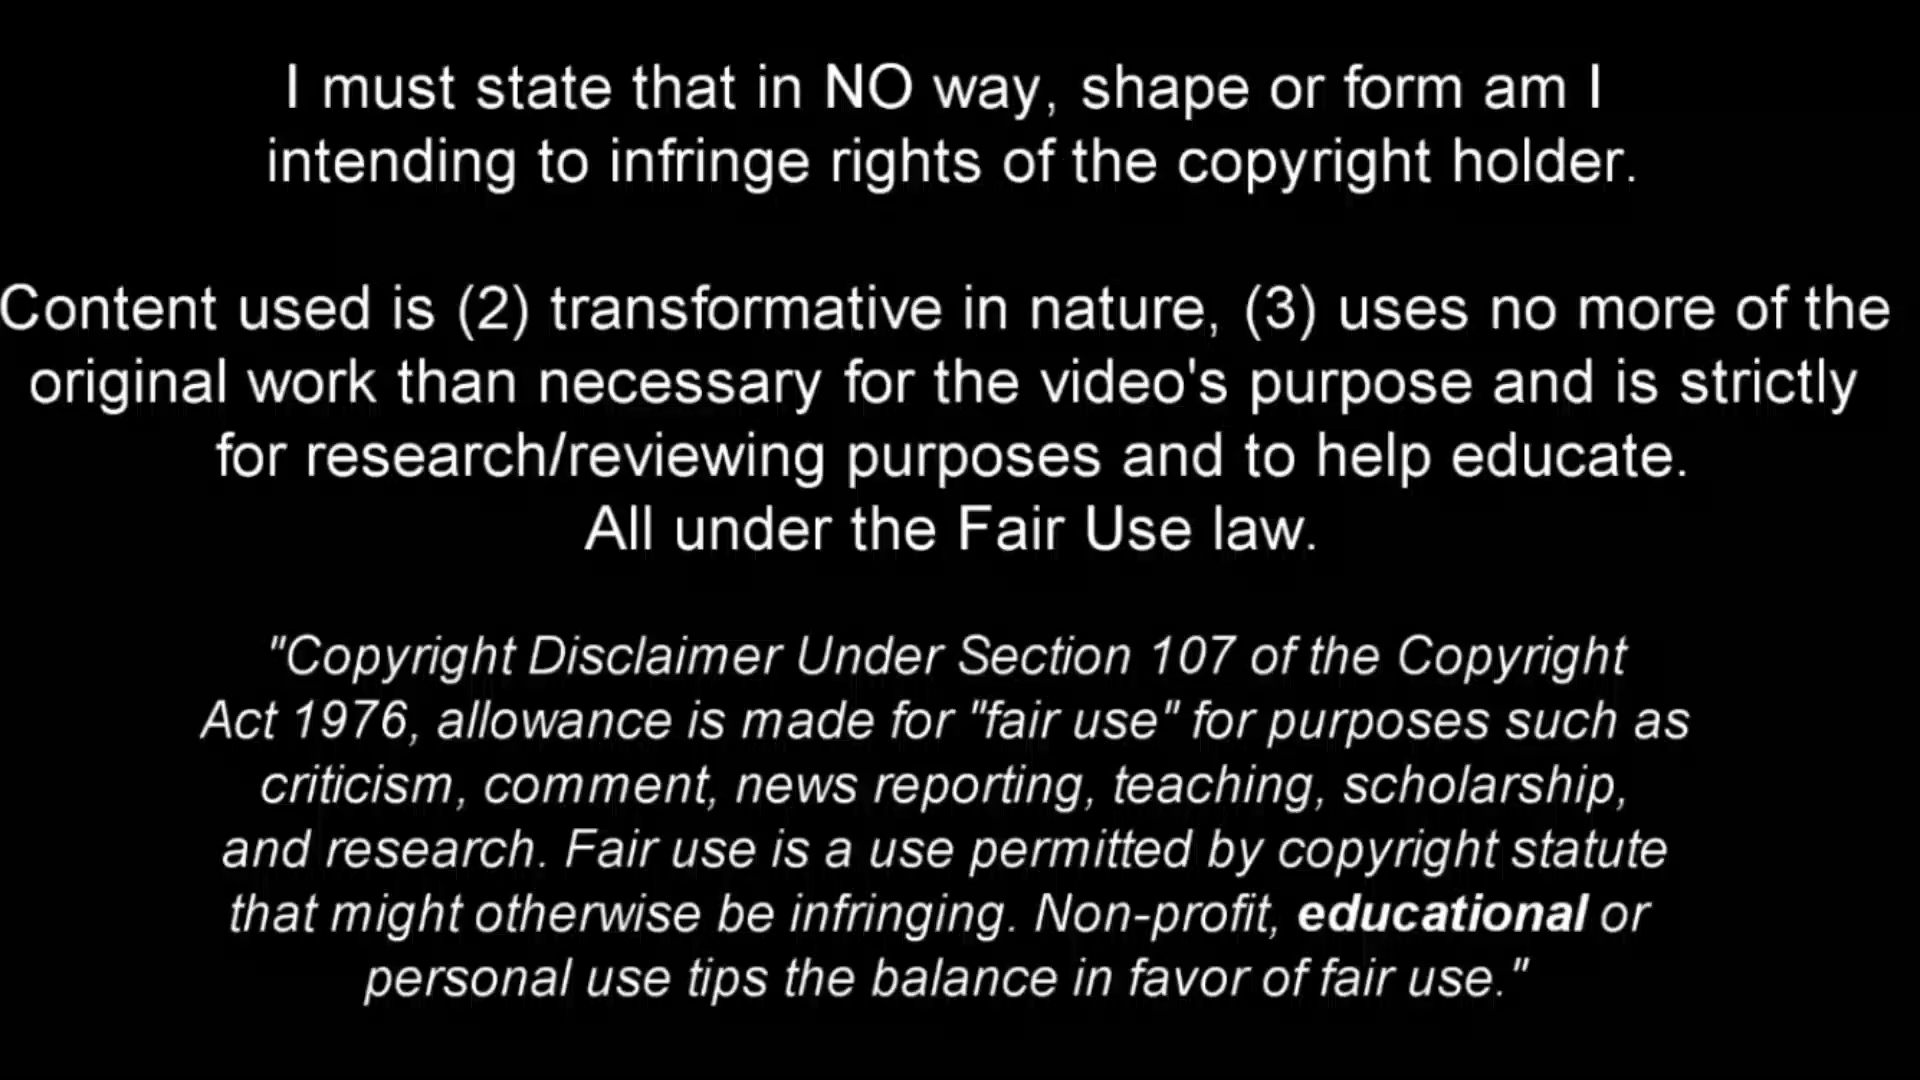 I must state that in NO way, shape or form am I
intending to infringe rights of the copyright holder.
Content used is (2) transformative in nature, (3) uses no more of the
original work than necessary for the video's purpose and is strictly
for research/reviewing purposes and to help educate.
All under the Fair Use law.
"Copyright Disclaimer Under Section 107 of the Copyright
Act 1976, allowance is made for "fair use" for purposes such as
criticism, comment, news reporting, teaching, scholarship,
and research. Fair use is a use permitted by copyright statute
that might otherwise be infringing. Non-profit, educational or
personal use tips the balance in favor of fair use."